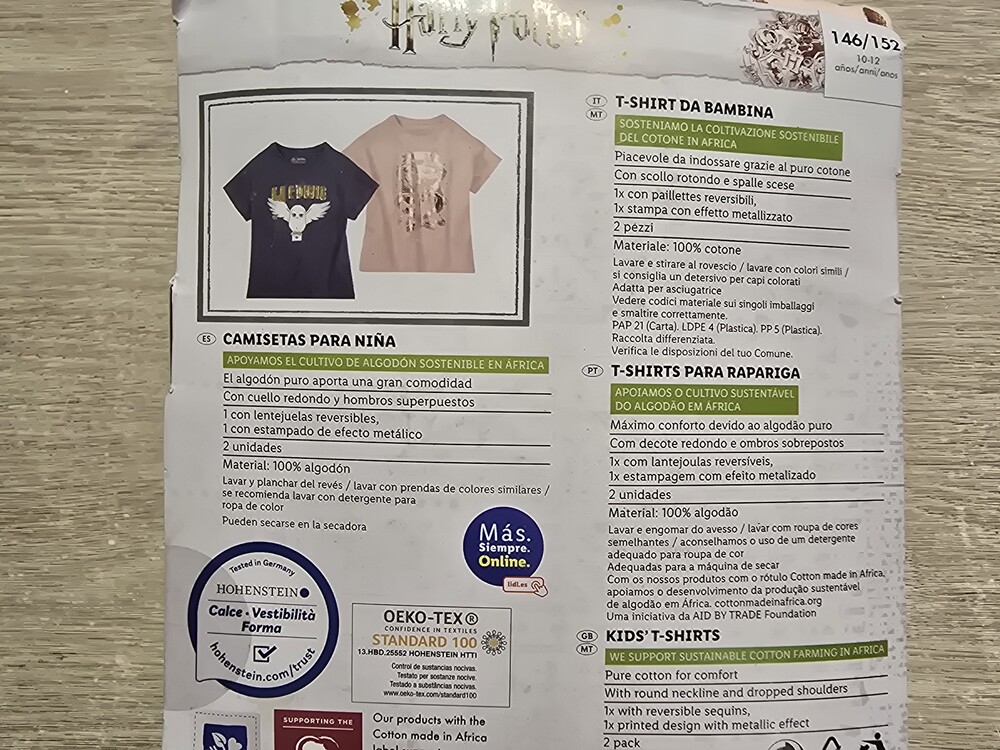 Harry Potter
146/152
10-12
años/anni/anos
ES CAMISETAS PARA NIÑA
APOYAMOS EL CULTIVO DE ALGODÓN SOSTENIBLE EN ÁFRICA
El algodón puro aporta una gran comodidad
Con cuello redondo y hombros superpuestos
1 con lentejuelas reversibles,
1 con estampado de efecto metálico
2 unidades
Material: 100% algodón
Lavar y planchar del revés / lavar con prendas de colores similares /
se recomienda lavar con detergente para
ropa de color
Pueden secarse en la secadora
Más.
Siempre.
Online.
lidl.es
Tested in Germany
HOHENSTEIN
Calce - Vestibilità
Forma
hohenstein.com/trust
OEKO-TEX®
CONFIDENCE IN TEXTILES
STANDARD 100
13.HBD.25552 HOHENSTEIN HTTI
Control de sustancias nocivas.
Testato per sostanze nocive.
Testado a substâncias nocivas.
www.oeko-tex.com/standard100
SUPPORTING THE
Our products with the
Cotton made in Africa
IT
MT
T-SHIRT DA BAMBINA
SOSTENIAMO LA COLTIVAZIONE SOSTENIBILE
DEL COTONE IN AFRICA
Piacevole da indossare grazie al puro cotone
Con scollo rotondo e spalle scese
1x con paillettes reversibili,
1x stampa con effetto metallizzato
2 pezzi
Materiale: 100% cotone
Lavare e stirare al rovescio / lavare con colori simili /
si consiglia un detersivo per capi colorati
Adatta per asciugatrice
Vedere codici materiale sui singoli imballaggi
e smaltire correttamente.
PAP 21 (Carta). LDPE 4 (Plastica). PP 5 (Plastica).
Raccolta differenziata.
Verifica le disposizioni del tuo Comune.
PT T-SHIRTS PARA RAPARIGA
APOIAMOS O CULTIVO SUSTENTÁVEL
DO ALGODÃO EM ÁFRICA
Máximo conforto devido ao algodão puro
Com decote redondo e ombros sobrepostos
1x com lantejoulas reversíveis,
1x estampagem com efeito metalizado
2 unidades
Material: 100% algodão
Lavar e engomar do avesso / lavar com roupa de cores
semelhantes / aconselhamos o uso de um detergente
adequado para roupa de cor
Adequadas para a máquina de secar
Com os nossos produtos com o rótulo Cotton made in Africa,
apoiamos o desenvolvimento da produção sustentável
de algodão em África. cottonmadeinafrica.org
Uma iniciativa da AID BY TRADE Foundation
GB
MT
KIDS' T-SHIRTS
WE SUPPORT SUSTAINABLE COTTON FARMING IN AFRICA
Pure cotton for comfort
With round neckline and dropped shoulders
1x with reversible sequins,
1x printed design with metallic effect
2 pack